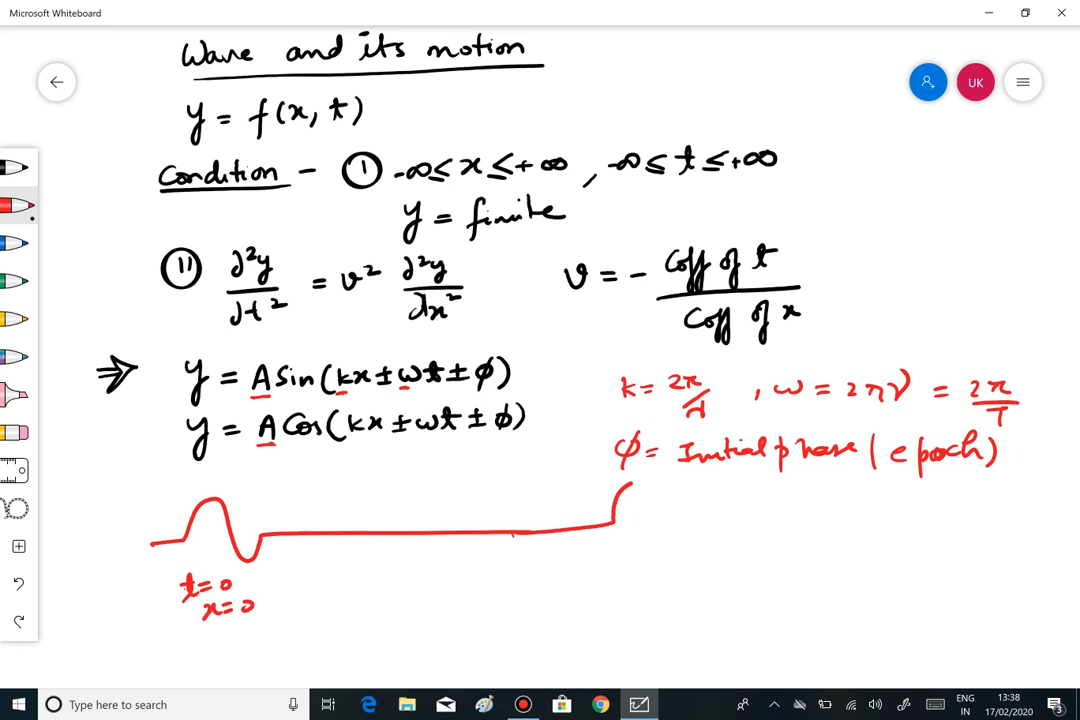 Microsoft Whiteboard
UK
Wave and its motion
y = f(x, t)
Condition - (I) -∞ ≤ x ≤ +∞ , -∞ ≤ t ≤ +∞
y = finite
(II) ∂²y/∂t² = v² ∂²y/∂x² v = - Coff of t / Coff of x
⇒ y = A Sin(kx ± ωt ± φ)
y = A Cos(kx ± ωt ± φ)
k = 2π/λ , ω = 2πν = 2π/T
φ = Initial phase (epoch)
t = 0
x = 0
Type here to search
ENG
IN
13:38
17/02/2020
3